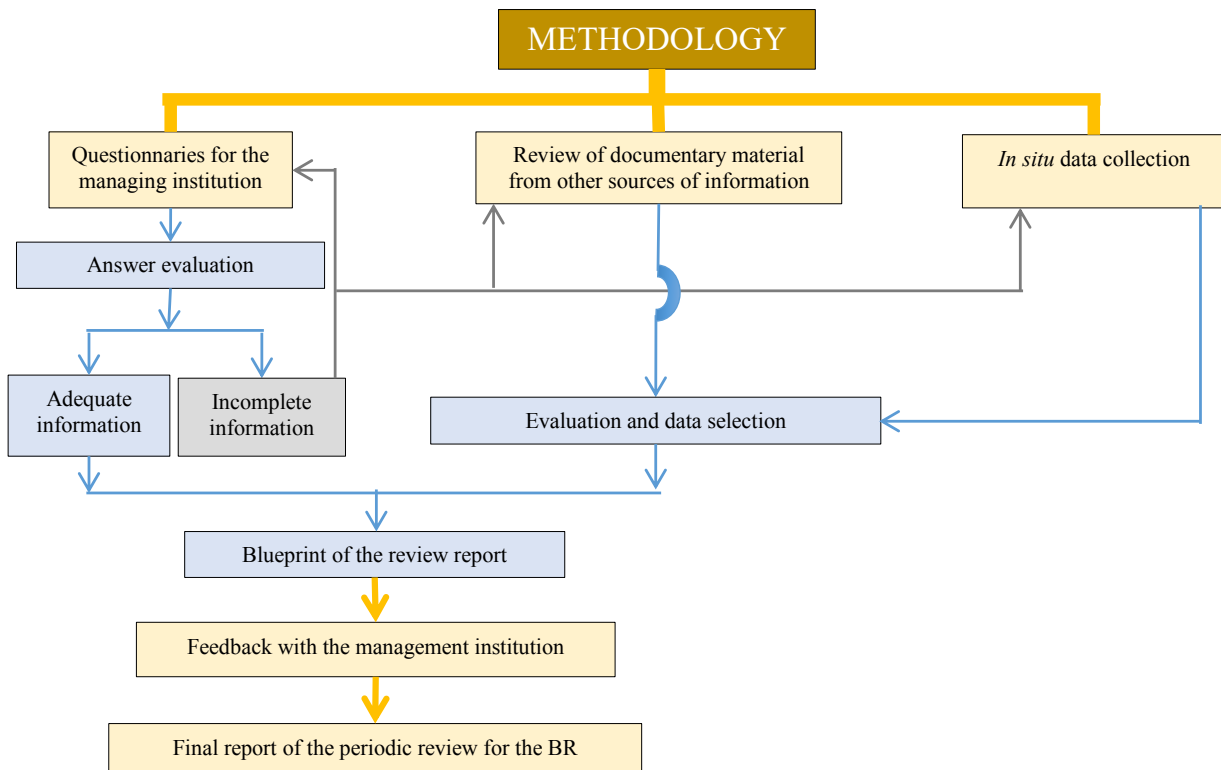 METHODOLOGY
Questionnaries for the
managing institution
Review of documentary material
from other sources of information
In situ data collection
Answer evaluation
Adequate
information
Incomplete
information
Evaluation and data selection
Blueprint of the review report
Feedback with the management institution
Final report of the periodic review for the BR